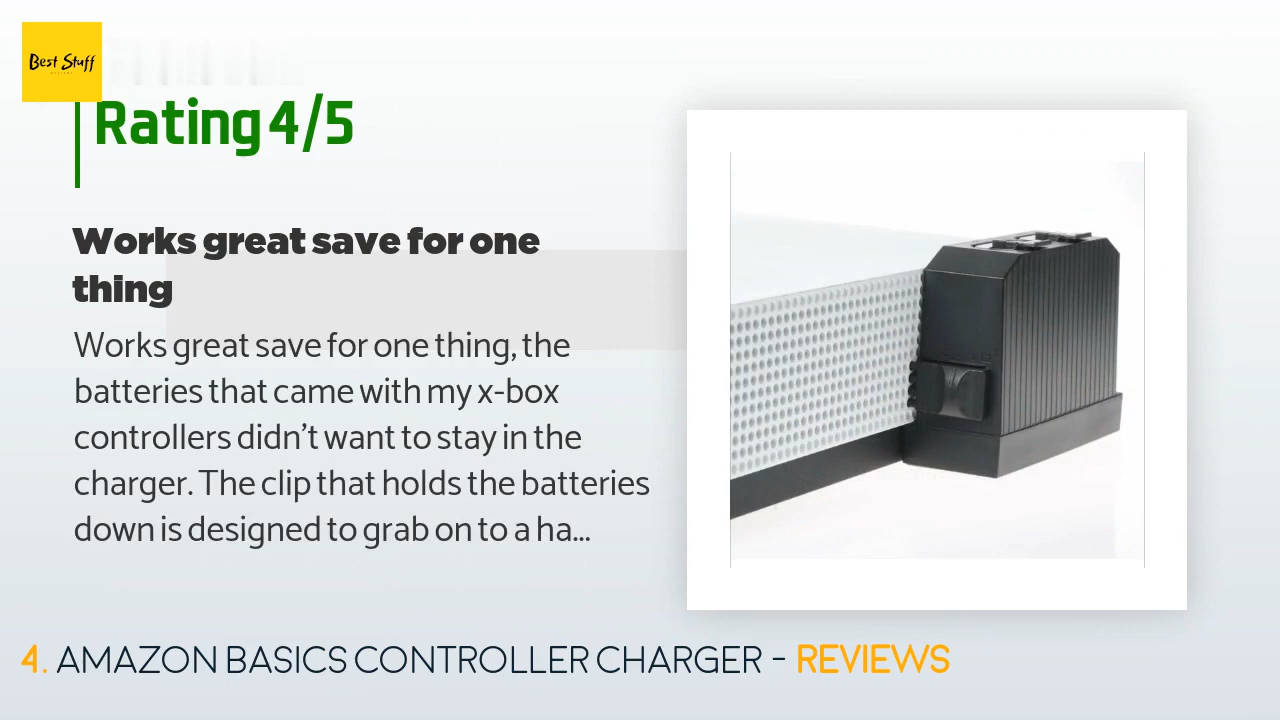 Best Stuff
Rating 4/5
Works great save for one
thing
Works great save for one thing, the
batteries that came with my x-box
controllers didn't want to stay in the
charger. The clip that holds the batteries
down is designed to grab on to a ha...
4. AMAZON BASICS CONTROLLER CHARGER - REVIEWS